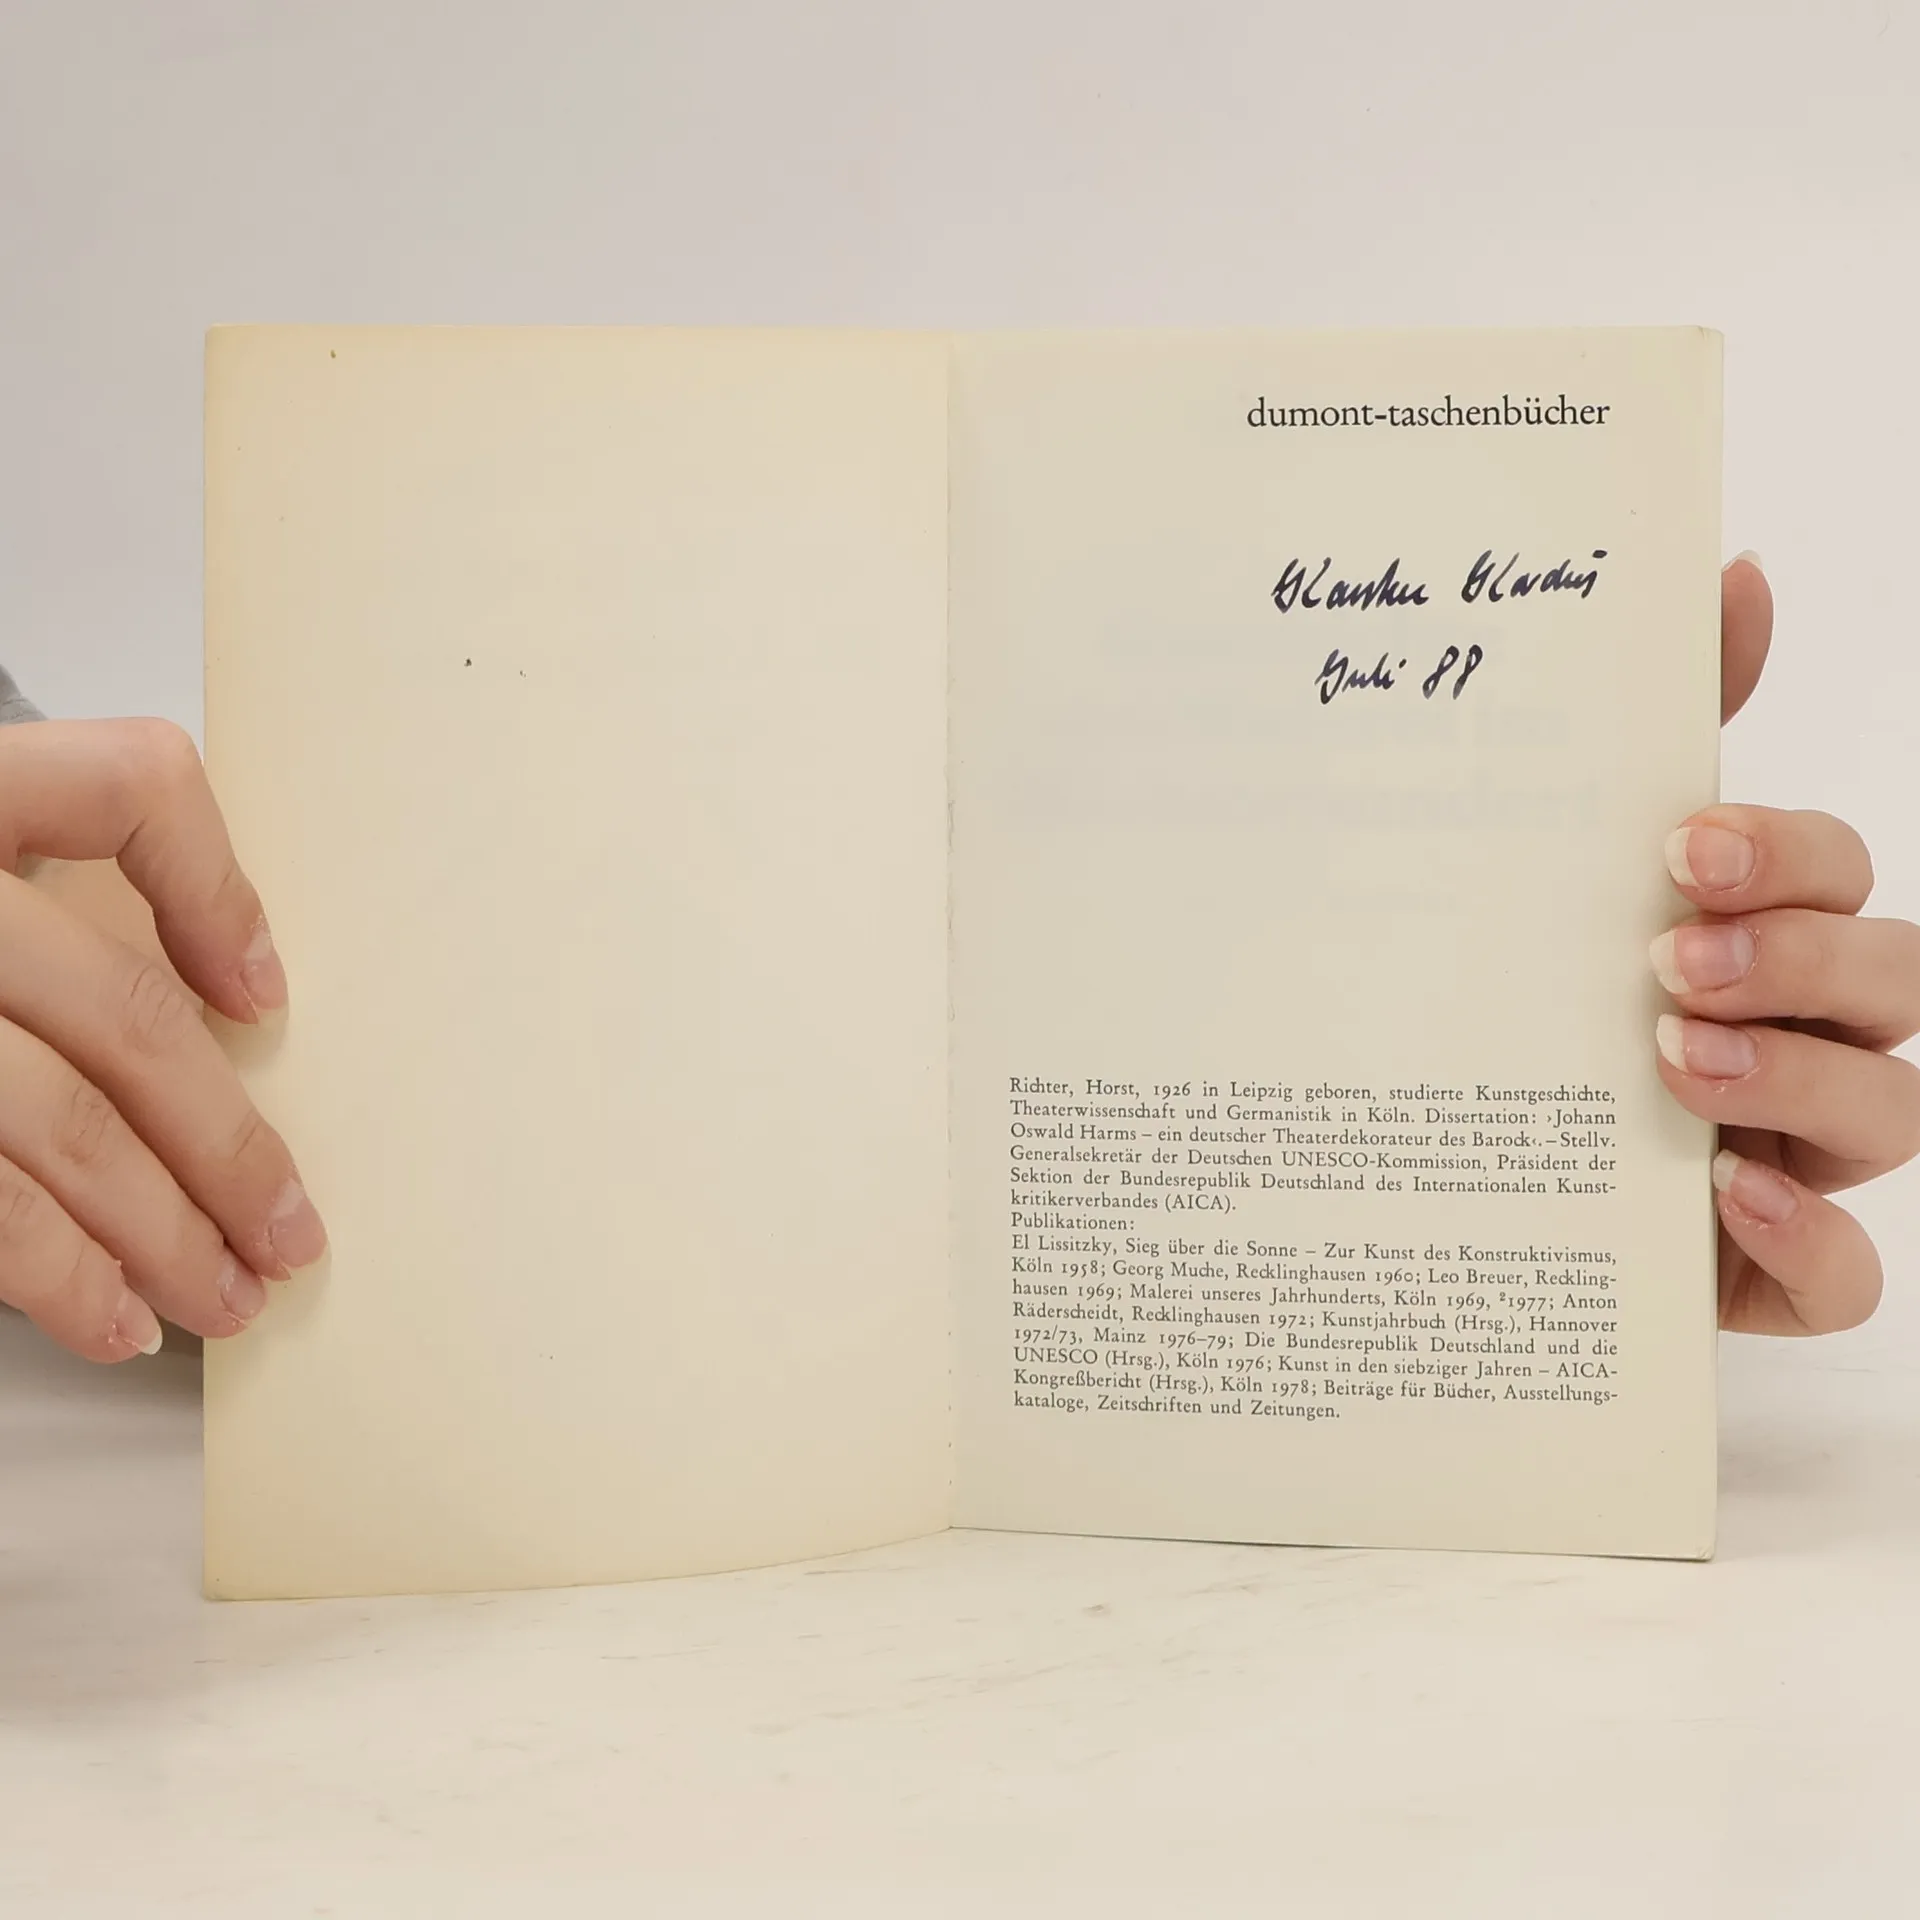 dumont-taschenbücher
Juli 88
Richter, Horst, 1926 in Leipzig geboren, studierte Kunstgeschichte,
Theaterwissenschaft und Germanistik in Köln. Dissertation: ›Johann
Oswald Harms – ein deutscher Theaterdekorateur des Barock‹. – Stellv.
Generalsekretär der Deutschen UNESCO-Kommission, Präsident der
Sektion der Bundesrepublik Deutschland des Internationalen Kunst-
kritikerverbandes (AICA).
Publikationen:
El Lissitzky, Sieg über die Sonne – Zur Kunst des Konstruktivismus,
Köln 1958; Georg Muche, Recklinghausen 1960; Leo Breuer, Reckling-
hausen 1969; Malerei unseres Jahrhunderts, Köln 1969, ²1977; Anton
Räderscheidt, Recklinghausen 1972; Kunstjahrbuch (Hrsg.), Hannover
1972/73, Mainz 1976–79; Die Bundesrepublik Deutschland und die
UNESCO (Hrsg.), Köln 1976; Kunst in den siebziger Jahren – AICA-
Kongreßbericht (Hrsg.), Köln 1978; Beiträge für Bücher, Ausstellungs-
kataloge, Zeitschriften und Zeitungen.